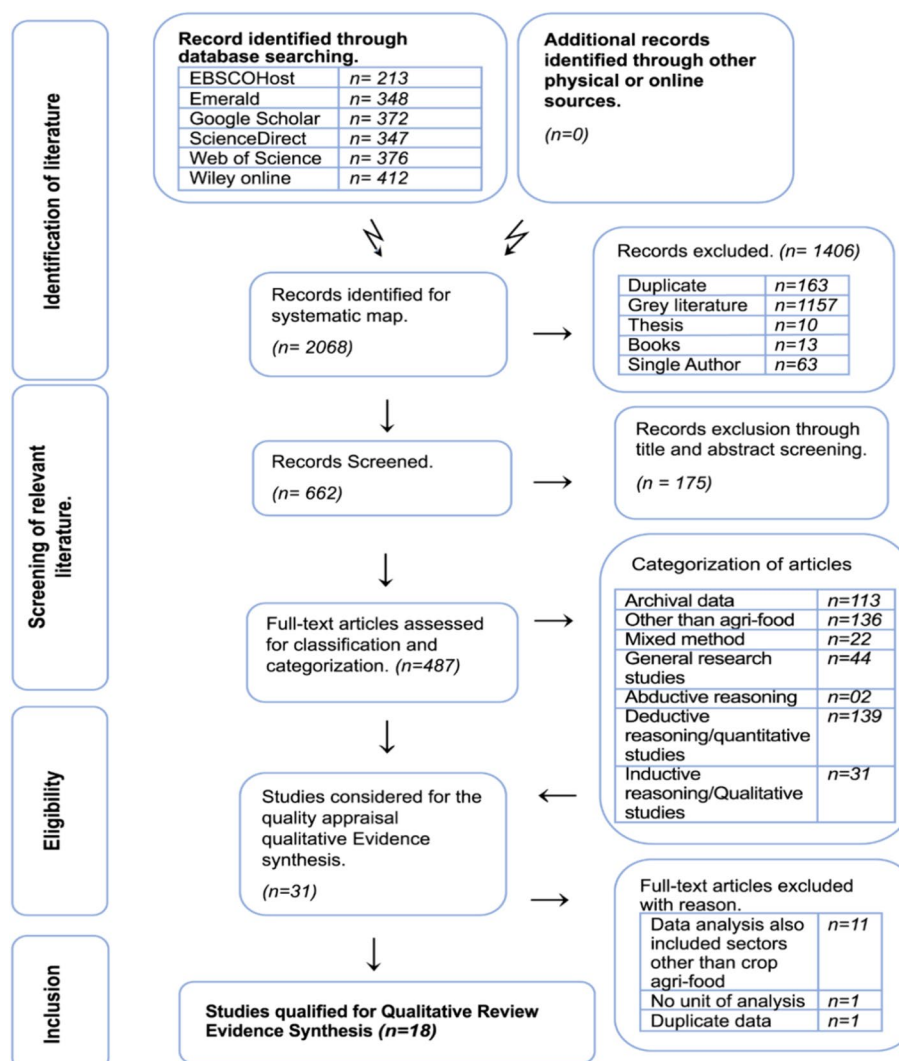 Identification of literature
Record identified through
database searching.
EBSCOHost n= 213
Emerald n= 348
Google Scholar n= 372
ScienceDirect n= 347
Web of Science n= 376
Wiley online n= 412
Additional records
identified through other
physical or online
sources.
(n=0)
Records identified for
systematic map.
(n= 2068)
Records excluded. (n= 1406)
Duplicate n=163
Grey literature n=1157
Thesis n=10
Books n=13
Single Author n=63
Screening of relevant
literature.
Records Screened.
(n= 662)
Records exclusion through
title and abstract screening.
(n = 175)
Full-text articles assessed
for classification and
categorization. (n=487)
Categorization of articles
Archival data n=113
Other than agri-food n=136
Mixed method n=22
General research n=44
studies
Abductive reasoning n=02
Deductive n=139
reasoning/quantitative
studies
Inductive n=31
reasoning/Qualitative
studies
Eligibility
Studies considered for the
quality appraisal
qualitative Evidence
synthesis.
(n=31)
Full-text articles excluded
with reason.
Data analysis also n=11
included sectors
other than crop
agri-food
No unit of analysis n=1
Duplicate data n=1
Inclusion
Studies qualified for Qualitative Review
Evidence Synthesis (n=18)